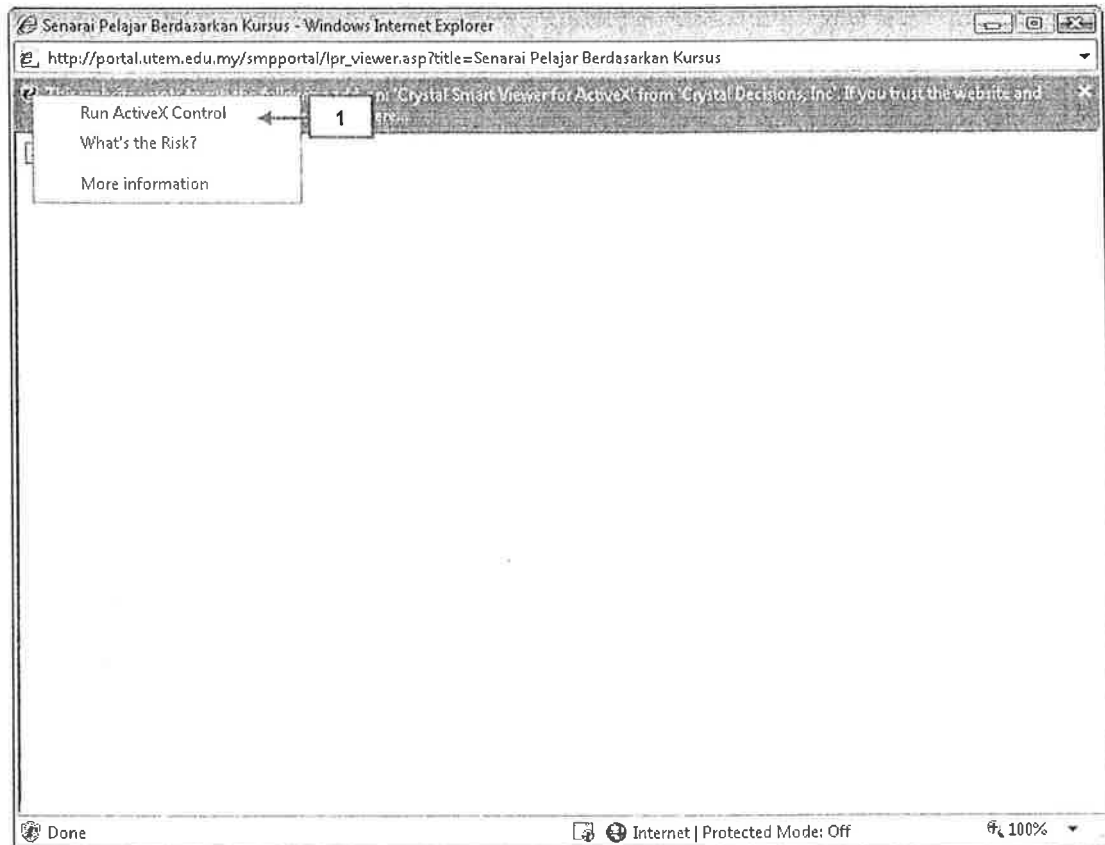 Senarai Pelajar Berdasarkan Kursus - Windows Internet Explorer
http://portal.utem.edu.my/smpportal/lpr_viewer.asp?title=Senarai Pelajar Berdasarkan Kursus
'Crystal Smart Viewer for ActiveX' from 'Crystal Decisions, Inc'. If you trust the website and
Run ActiveX Control
1
What's the Risk?
More information
Done
Internet | Protected Mode: Off
100%